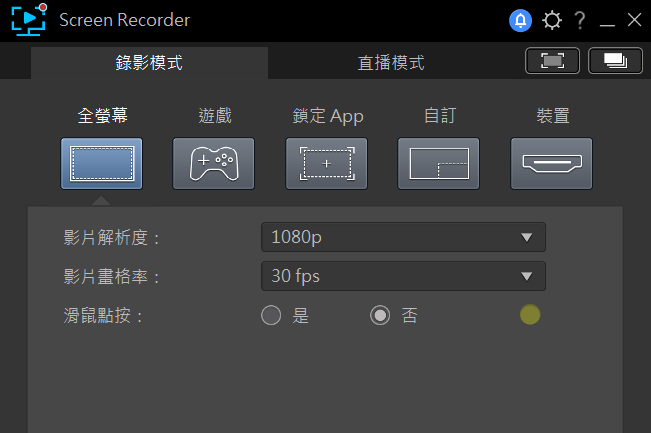 Screen Recorder
錄影模式 直播模式
全螢幕 遊戲 鎖定 App 自訂 裝置
影片解析度： 1080p
影片畫格率： 30 fps
滑鼠點按： 是 否